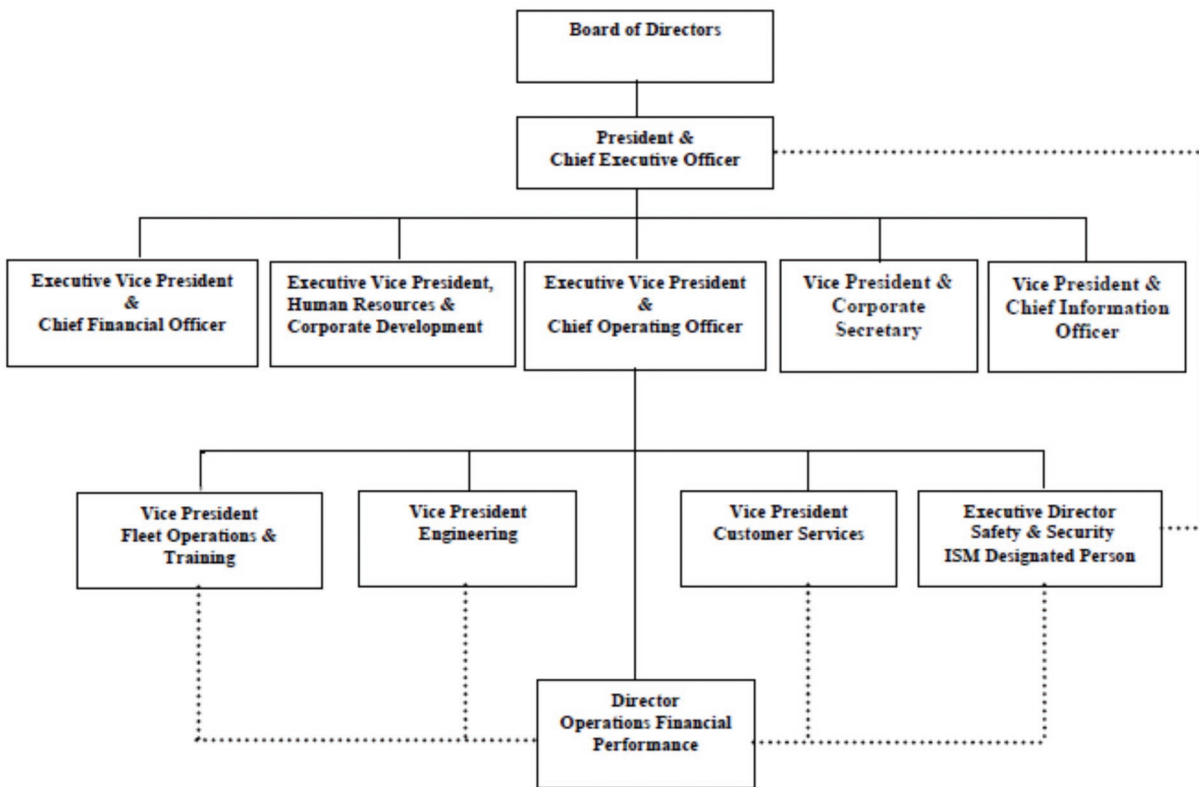 Board of Directors
President &
Chief Executive Officer
Executive Vice President
&
Chief Financial Officer
Executive Vice President,
Human Resources &
Corporate Development
Executive Vice President
&
Chief Operating Officer
Vice President &
Corporate
Secretary
Vice President &
Chief Information
Officer
Vice President
Fleet Operations &
Training
Vice President
Engineering
Vice President
Customer Services
Executive Director
Safety & Security
ISM Designated Person
Director
Operations Financial
Performance